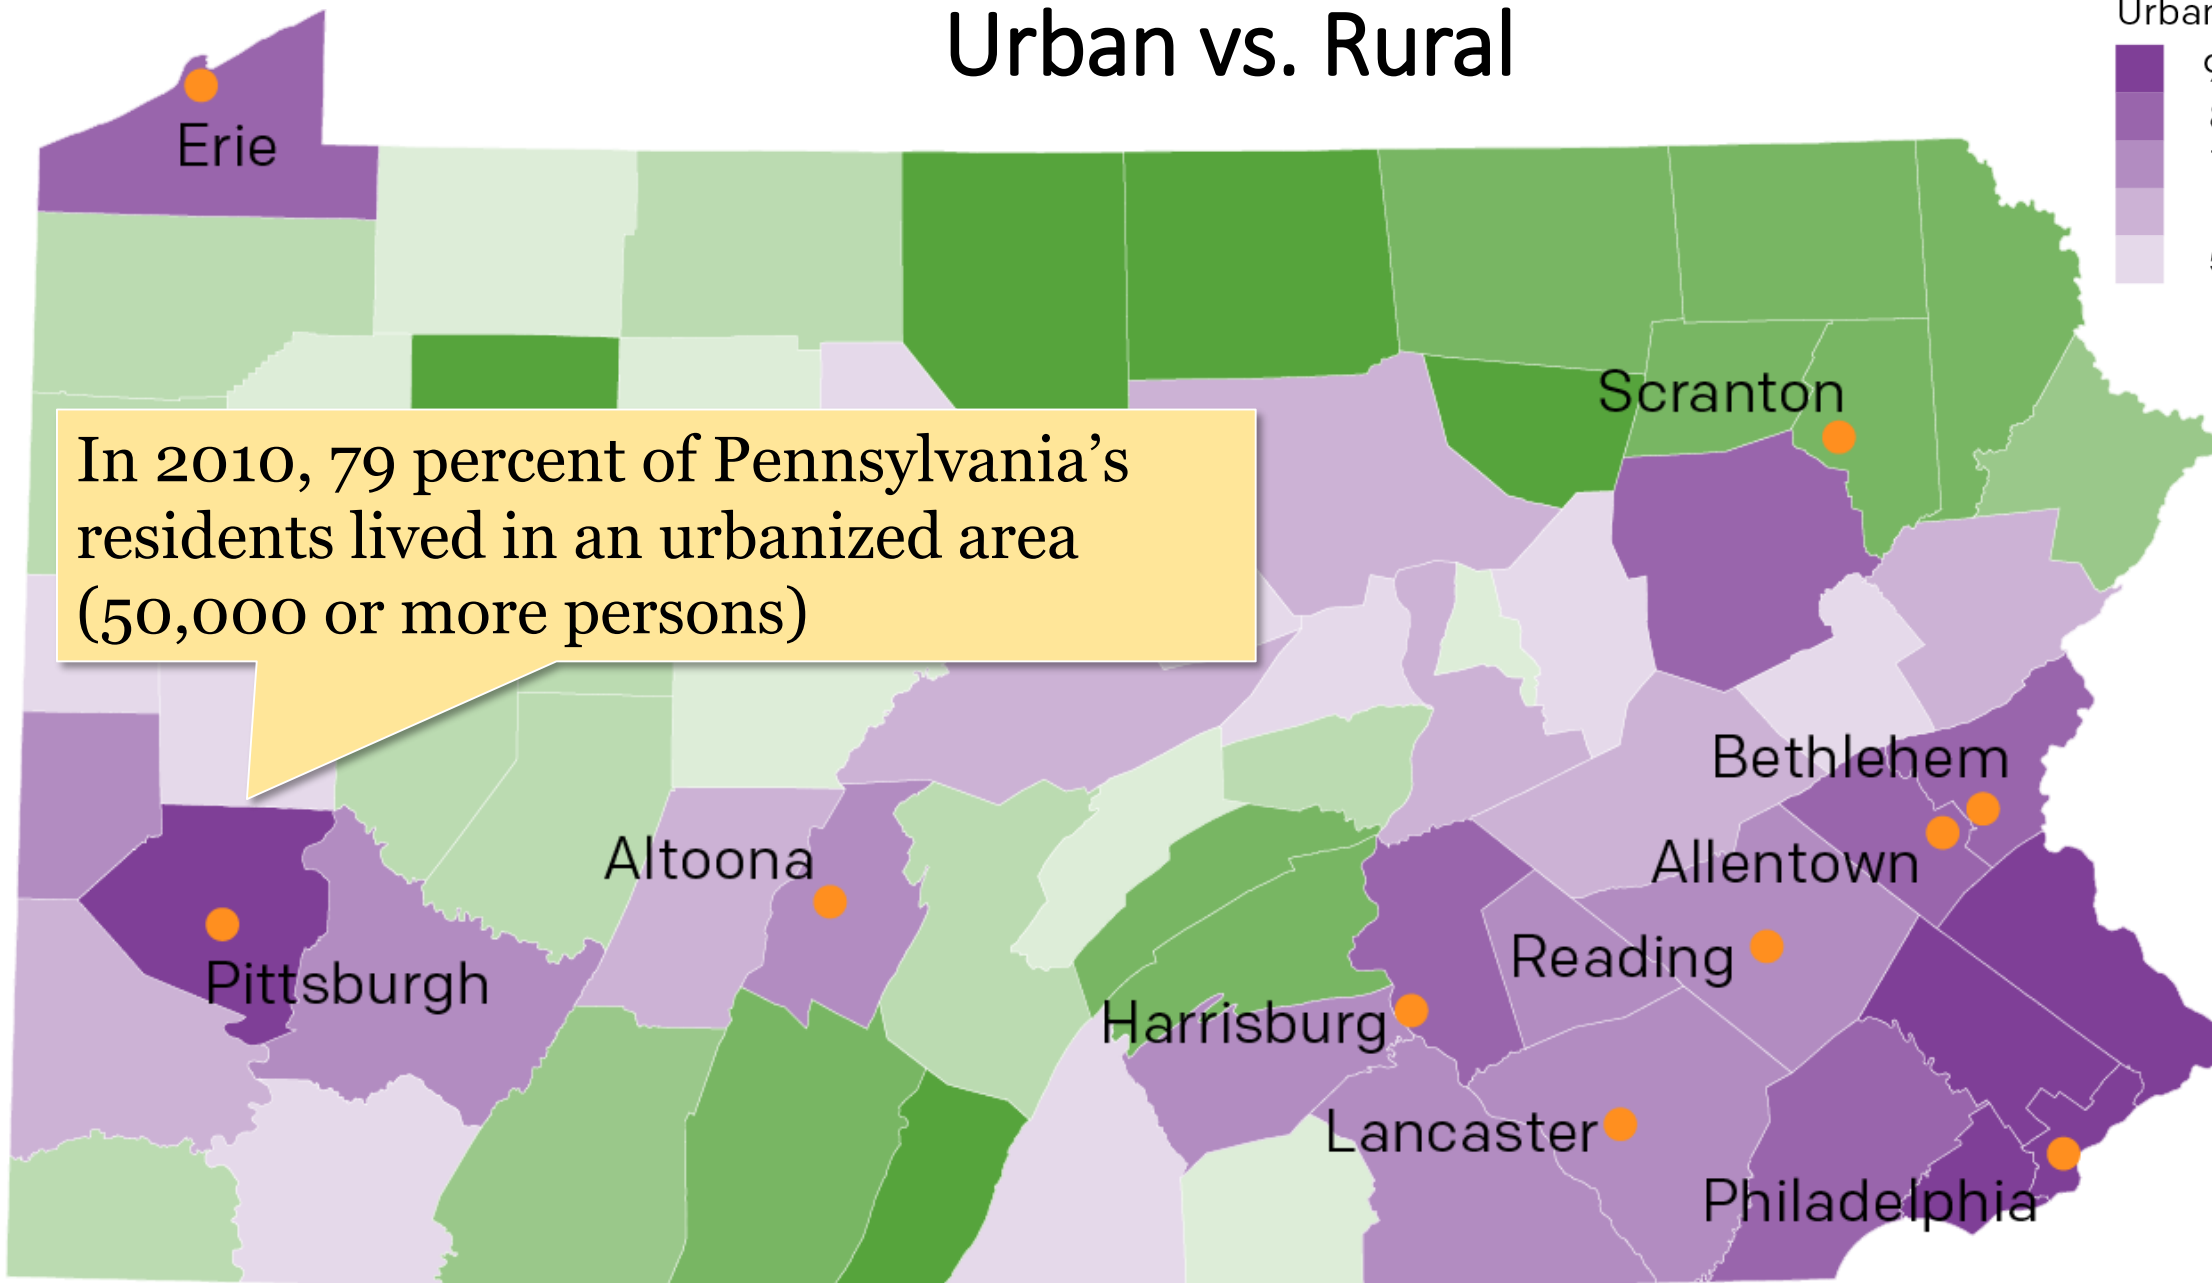 Urban vs. Rural
Erie
Scranton
In 2010, 79 percent of Pennsylvania’s
residents lived in an urbanized area
(50,000 or more persons)
Bethlehem
Altoona
Allentown
Reading
Pittsburgh
Harrisburg
Lancaster
Philadelphia